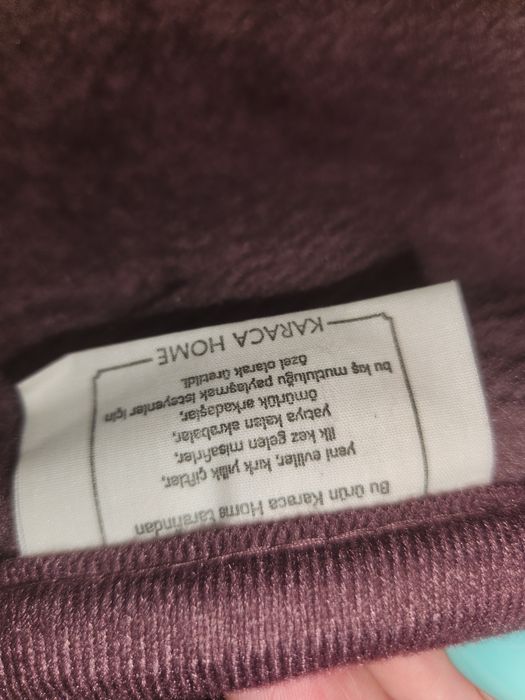 Bu ürün Karaca Home tarafından
yeni evliler, kırk yıllık çiftler,
ilk kez gelen misafirler,
yatıya kalan akrabalar,
ömürlük arkadaşlar,
bu kış mutluluğu paylaşmak isteyenler için
özel olarak üretildi.
KARACA HOME